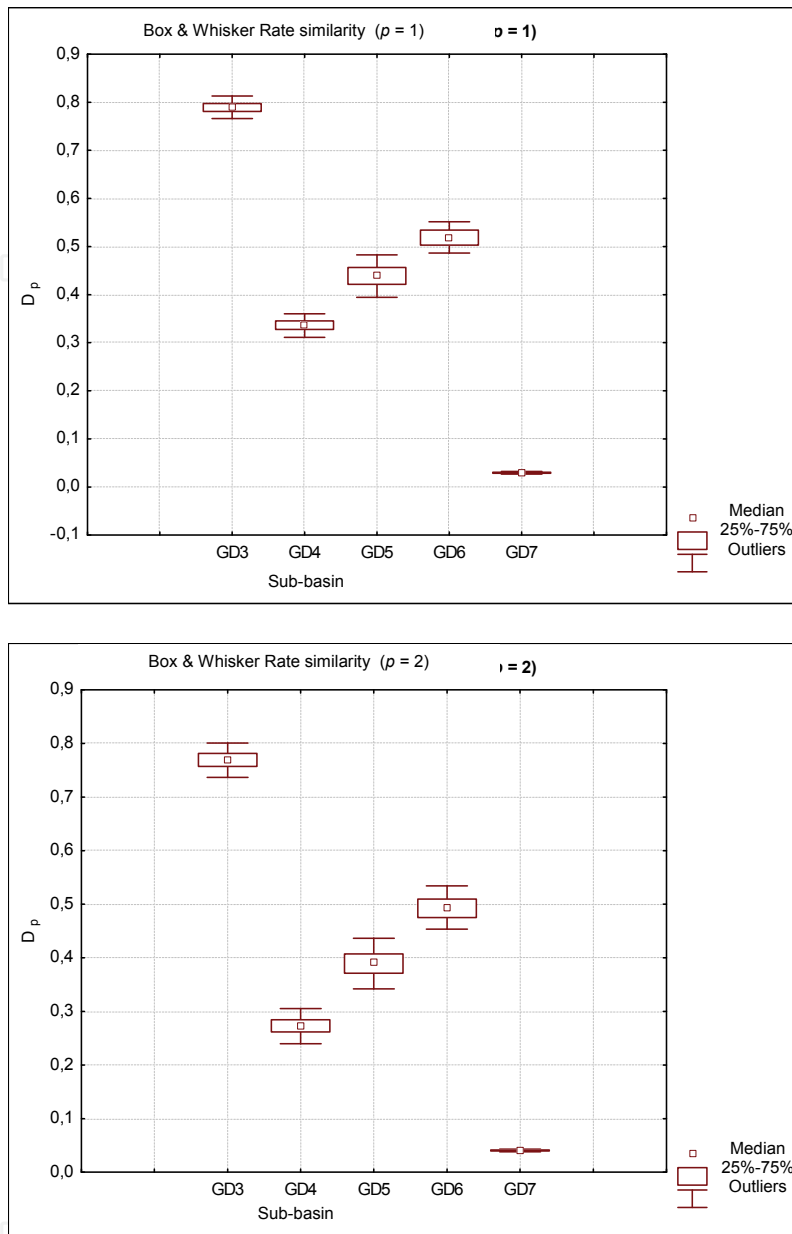 Box & Whisker Rate similarity (p = 1) p = 1)
0,9
0,8
0,7
0,6
0,5
0,4
0,3
0,2
0,1
0,0
-0,1
D p
GD3 GD4 GD5 GD6 GD7
Sub-basin
Median
25%-75%
Outliers
Box & Whisker Rate similarity (p = 2) = 2)
0,9
0,8
0,7
0,6
0,5
0,4
0,3
0,2
0,1
0,0
D p
GD3 GD4 GD5 GD6 GD7
Sub-basin
Median
25%-75%
Outliers